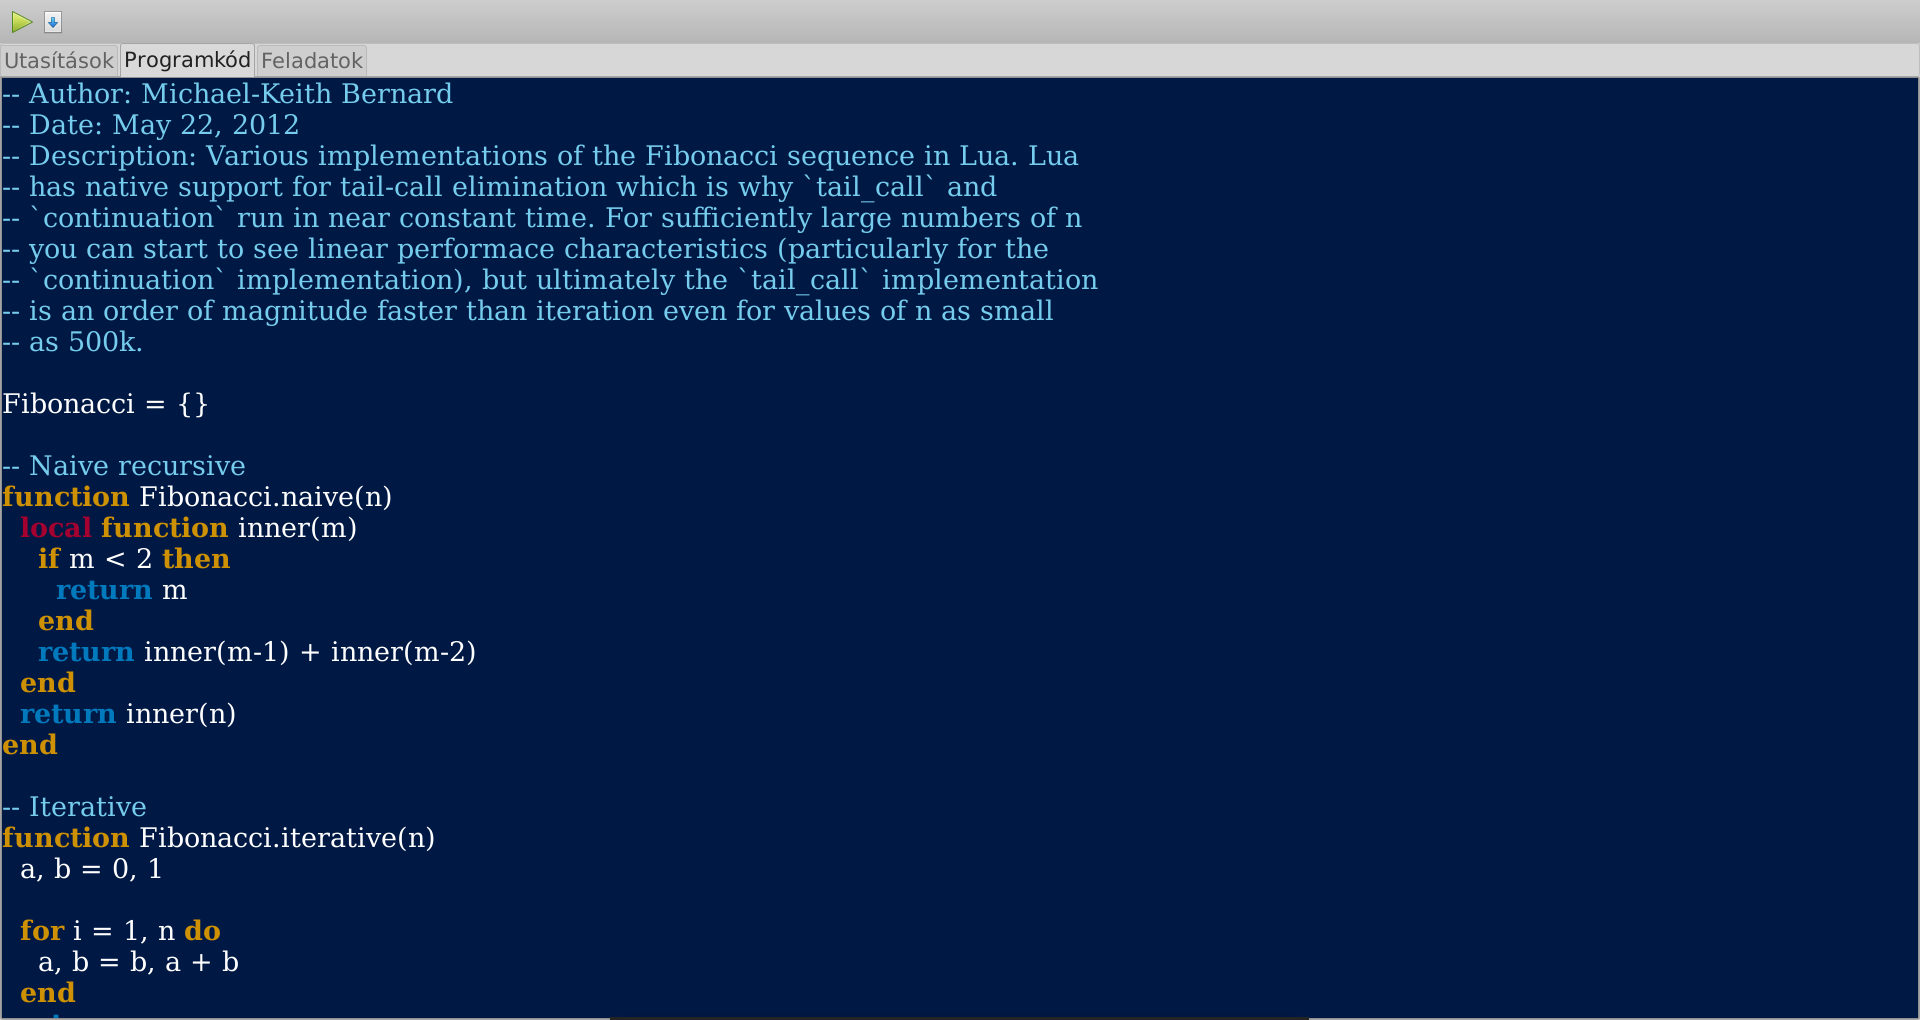 Utasítások Programkód Feladatok
-- Author: Michael-Keith Bernard
-- Date: May 22, 2012
-- Description: Various implementations of the Fibonacci sequence in Lua. Lua
-- has native support for tail-call elimination which is why `tail_call` and
-- `continuation` run in near constant time. For sufficiently large numbers of n
-- you can start to see linear performace characteristics (particularly for the
-- `continuation` implementation), but ultimately the `tail_call` implementation
-- is an order of magnitude faster than iteration even for values of n as small
-- as 500k.

Fibonacci = {}

-- Naive recursive
function Fibonacci.naive(n)
  local function inner(m)
    if m < 2 then
      return m
    end
    return inner(m-1) + inner(m-2)
  end
  return inner(n)
end

-- Iterative
function Fibonacci.iterative(n)
  a, b = 0, 1

  for i = 1, n do
    a, b = b, a + b
  end